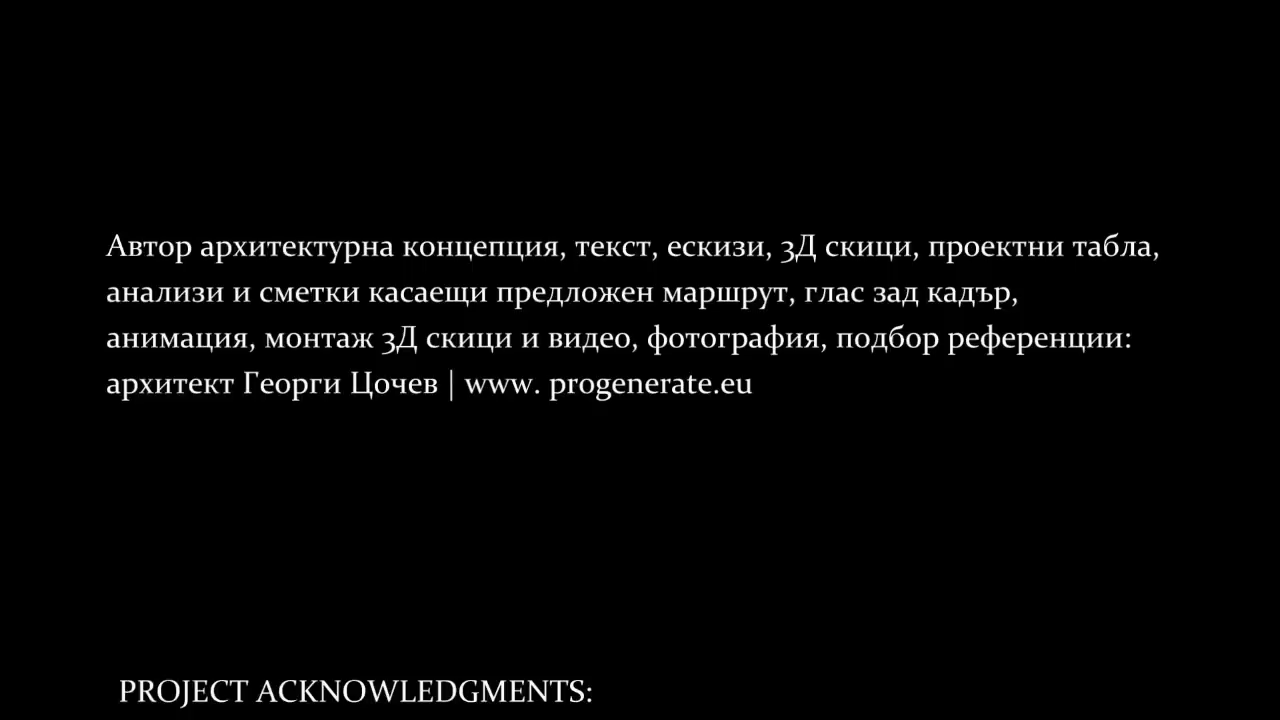 Автор архитектурна концепция, текст, ескизи, 3Д скици, проектни табла,
анализи и сметки касаещи предложен маршрут, глас зад кадър,
анимация, монтаж 3Д скици и видео, фотография, подбор референции:
архитект Георги Цочев | www. progenerate.eu
PROJECT ACKNOWLEDGMENTS: